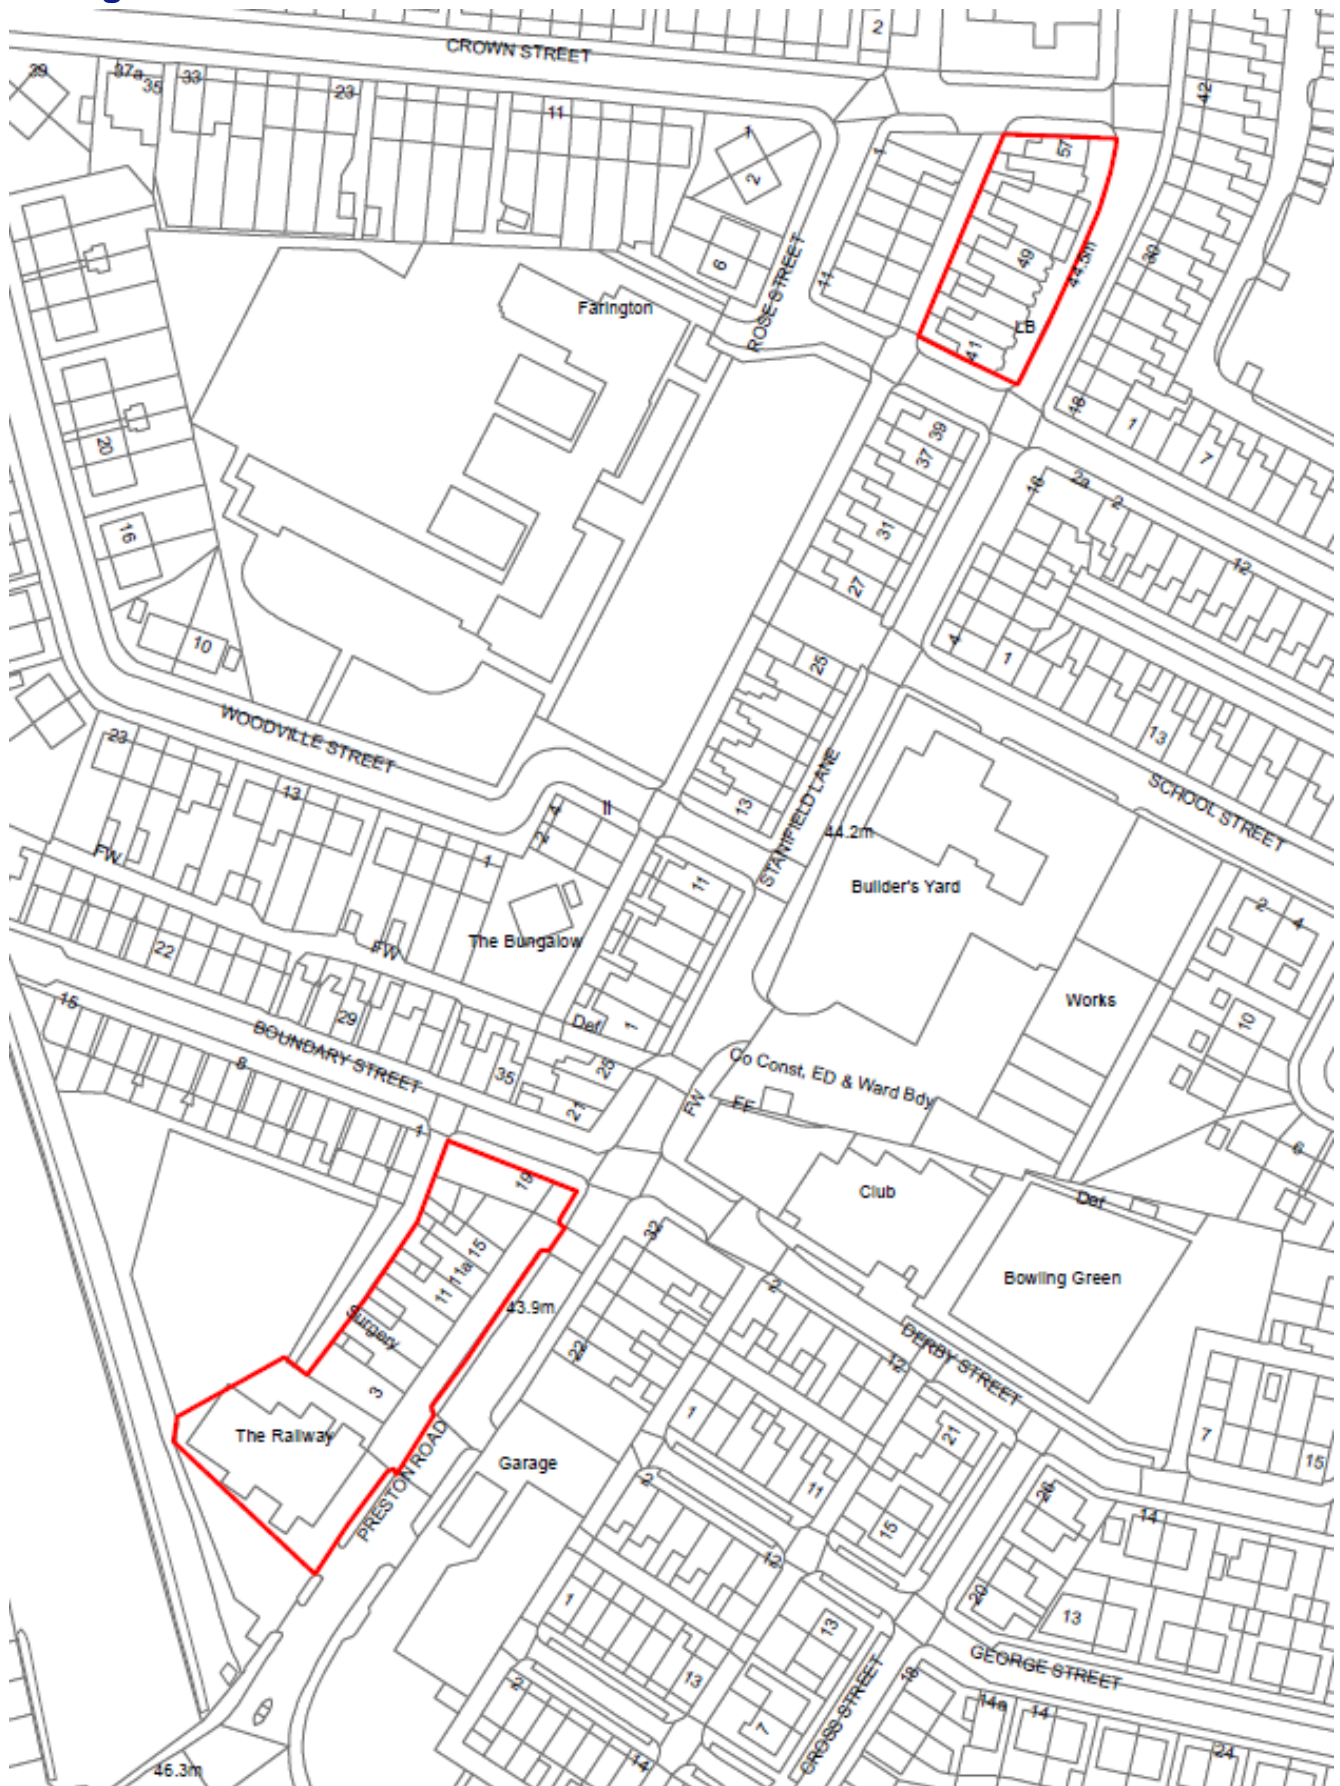 2
CROWN STREET
39
37a
35
33
23
11
42
1
2
1
57
6
ROSE STREET
11
49
44.5m
30
Farington
LB
41
18
1
7
39
37
31
27
16
2a
2
12
20
16
10
4
1
13
25
WOODVILLE STREET
23
13
13
STANIFIELD LANE
44.2m
SCHOOL STREET
4
2
1
11
Builder's Yard
FW
22
FW
The Bungalow
2
4
Works
10
15
29
Def
1
BOUNDARY STREET
8
35
25
21
Co Const, ED & Ward Bdy
FW
FF
1
19
Club
Def
6
32
15
11a
11
43.9m
Bowling Green
Surgery
3
22
2
12
DERBY STREET
The Railway
PRESTON ROAD
Garage
1
11
21
15
7
15
2
12
26
14
1
13
13
20
13
GEORGE STREET
2
7
14
CROSS STREET
18
14a
14
24
46.3m